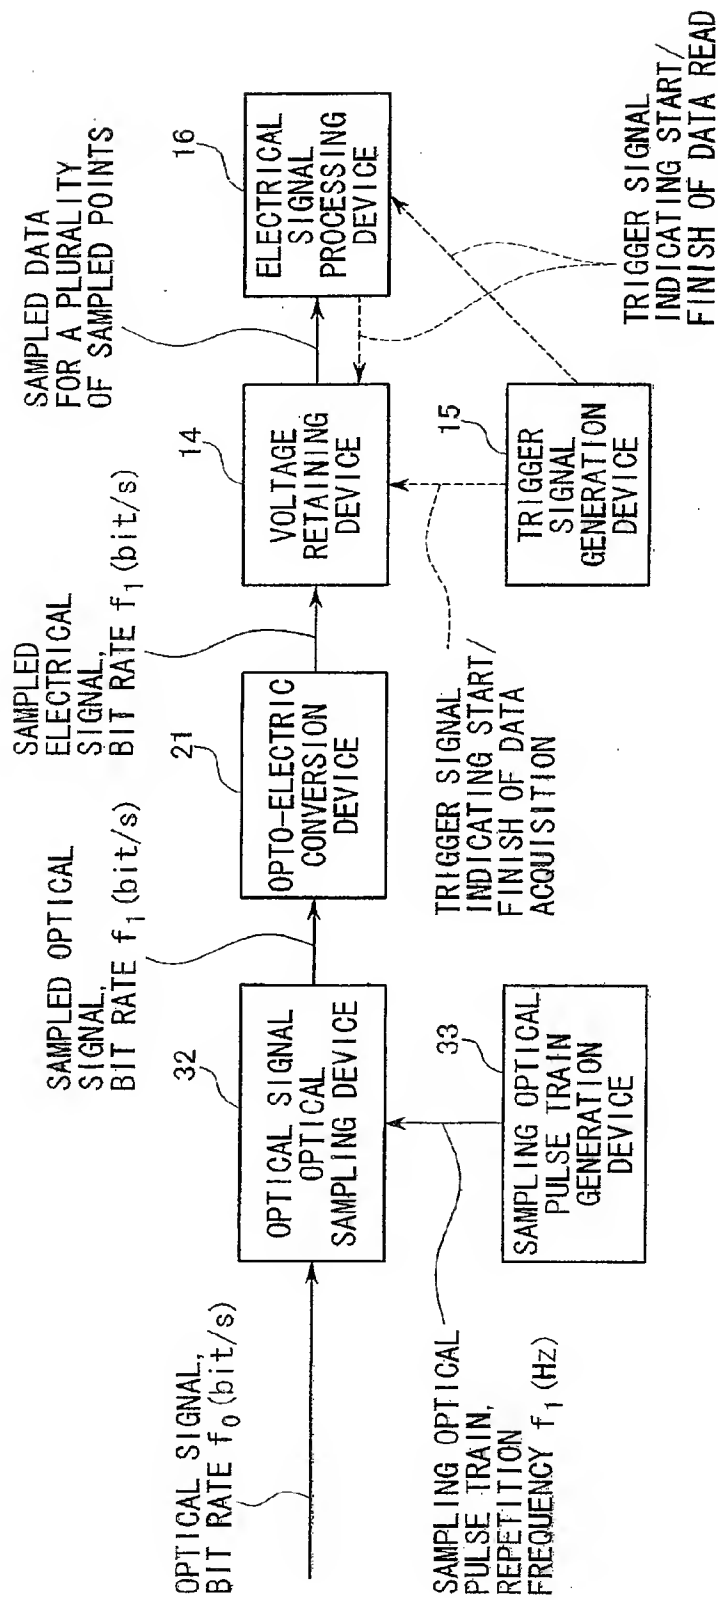 OPTICAL SIGNAL,
BIT RATE f0 (bit/s)
32
OPTICAL SIGNAL
OPTICAL
SAMPLING DEVICE
SAMPLED OPTICAL
SIGNAL,
BIT RATE f1 (bit/s)
21
OPTO-ELECTRIC
CONVERSION
DEVICE
SAMPLED
ELECTRICAL
SIGNAL,
BIT RATE f1 (bit/s)
14
VOLTAGE
RETAINING
DEVICE
SAMPLED DATA
FOR A PLURALITY
OF SAMPLED POINTS
16
ELECTRICAL
SIGNAL
PROCESSING
DEVICE
SAMPLING OPTICAL
PULSE TRAIN,
REPETITION
FREQUENCY f1 (Hz)
33
SAMPLING OPTICAL
PULSE TRAIN
GENERATION
DEVICE
TRIGGER SIGNAL
INDICATING START/
FINISH OF DATA
ACQUISITION
15
TRIGGER
SIGNAL
GENERATION
DEVICE
TRIGGER SIGNAL
INDICATING START/
FINISH OF DATA READ